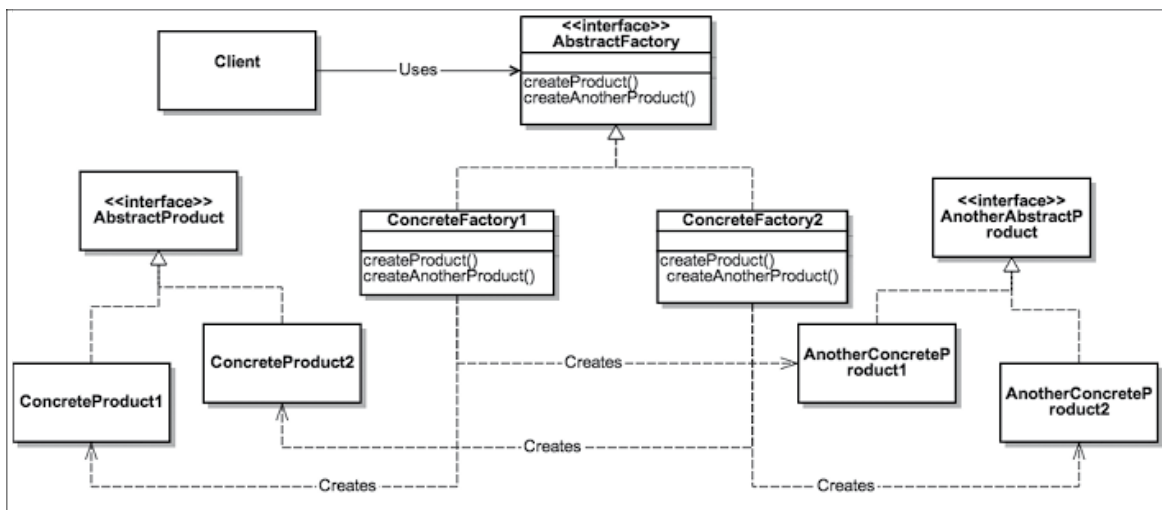 Client
Uses
<<interface>>
AbstractFactory
createProduct()
createAnotherProduct()
<<interface>>
AbstractProduct
ConcreteFactory1
createProduct()
createAnotherProduct()
ConcreteFactory2
createProduct()
createAnotherProduct()
<<interface>>
AnotherAbstractP
roduct
ConcreteProduct1
ConcreteProduct2
Creates
AnotherConcreteP
roduct1
AnotherConcreteP
roduct2
Creates
Creates
Creates